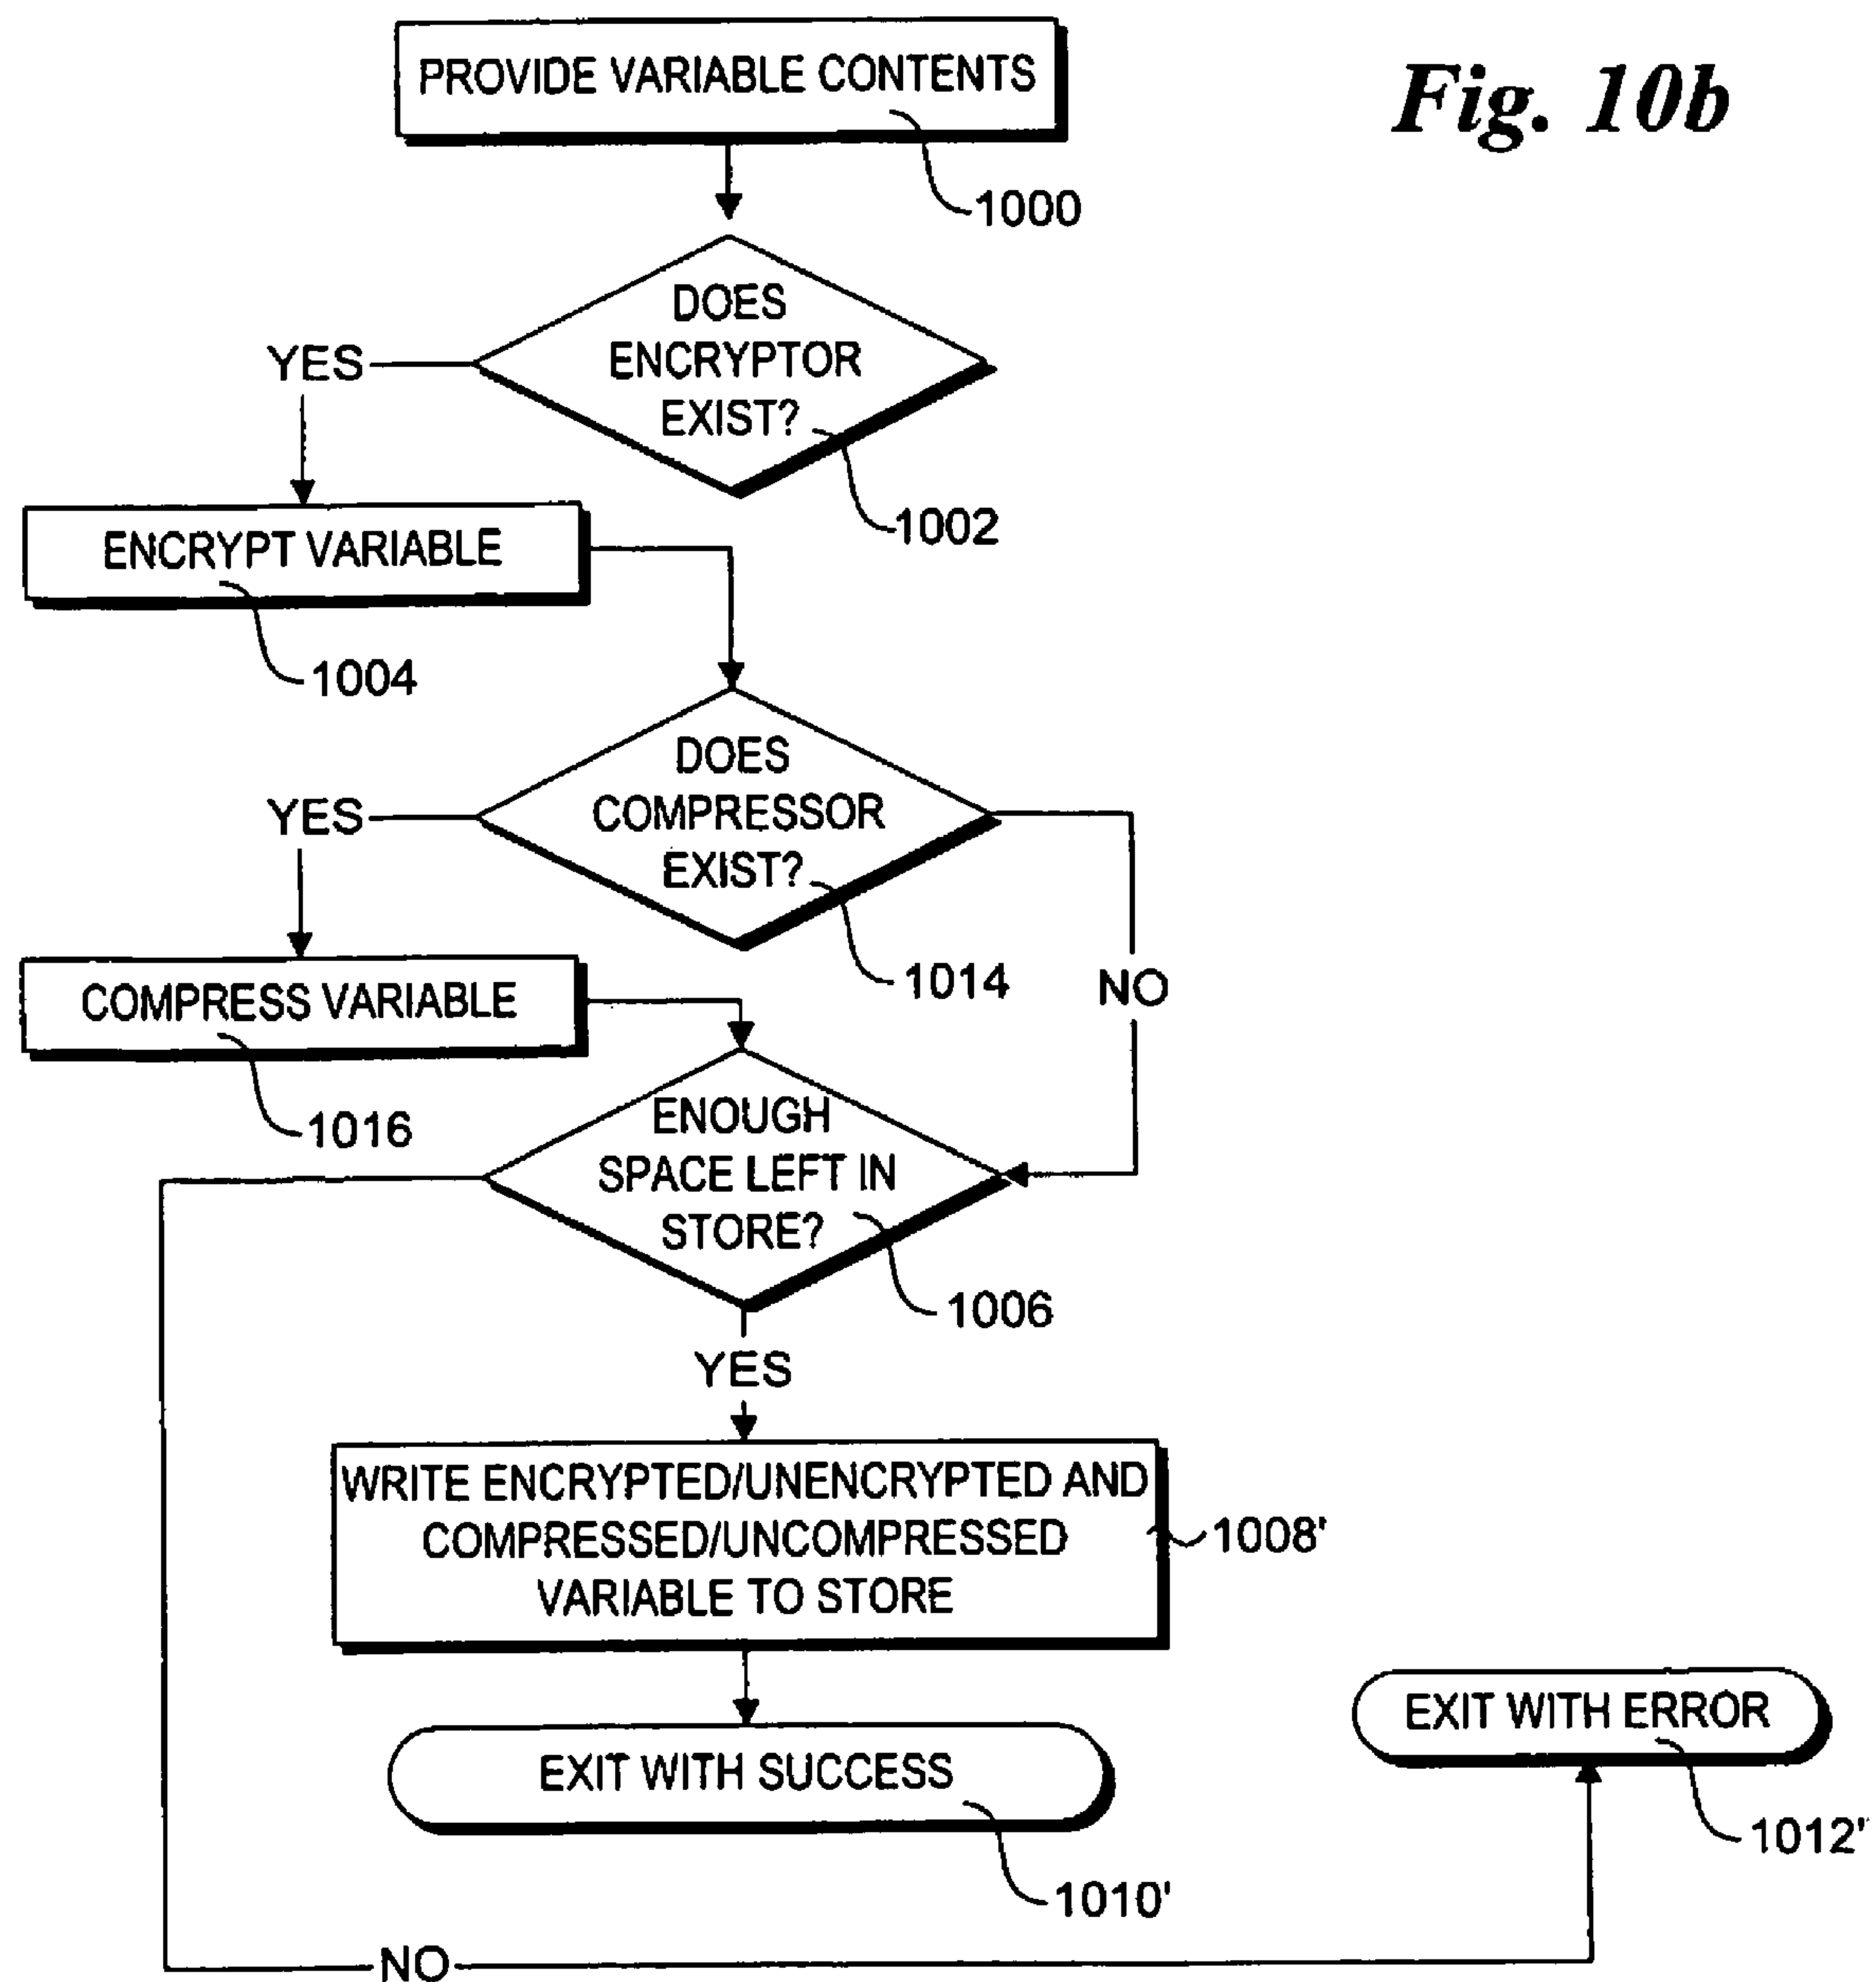 Fig. 10b
PROVIDE VARIABLE CONTENTS
1000
DOES
ENCRYPTOR
EXIST?
YES
1002
ENCRYPT VARIABLE
1004
DOES
COMPRESSOR
EXIST?
YES
1014
NO
COMPRESS VARIABLE
1016
ENOUGH
SPACE LEFT IN
STORE?
1006
YES
WRITE ENCRYPTED/UNENCRYPTED AND
COMPRESSED/UNCOMPRESSED
VARIABLE TO STORE
1008'
EXIT WITH SUCCESS
1010'
EXIT WITH ERROR
1012'
NO